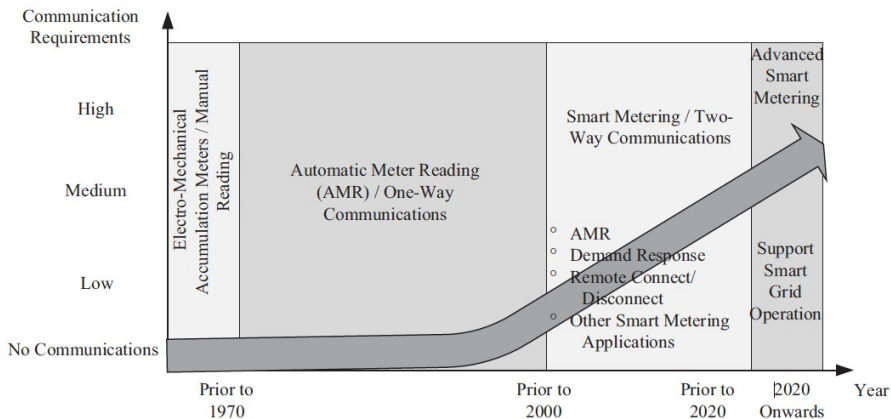 Communication
Requirements
High
Medium
Low
No Communications
Electro-Mechanical
Accumulation Meters / Manual
Reading
Automatic Meter Reading
(AMR) / One-Way
Communications
Smart Metering / Two-
Way Communications
AMR
Demand Response
Remote Connect/
Disconnect
Other Smart Metering
Applications
Advanced
Smart
Metering
Support
Smart
Grid
Operation
Prior to
1970
Prior to
2000
Prior to
2020
2020
Onwards
Year